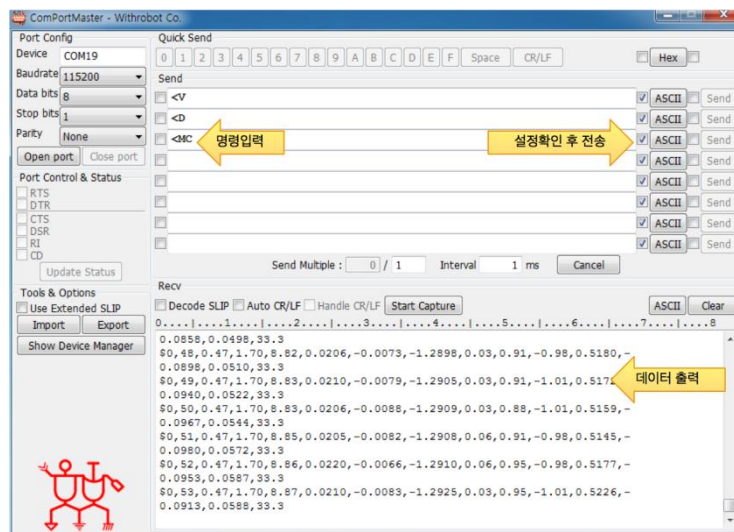 ComPortMaster - Withrobot Co.
Port Config
Device COM19
Baudrate 115200
Data bits 8
Stop bits 1
Parity None
Open port Close port
Port Control & Status
RTS
DTR
CTS
DSR
RI
CD
Update Status
Tools & Options
Use Extended SLIP
Import Export
Show Device Manager
Quick Send
0 1 2 3 4 5 6 7 8 9 A B C D E F Space CR/LF Hex
Send
<V ASCII Send
<D ASCII Send
<MC 명령입력 설정확인 후 전송 ASCII Send
ASCII Send
ASCII Send
ASCII Send
ASCII Send
ASCII Send
Send Multiple : 0 / 1 Interval 1 ms Cancel
Recv
Decode SLIP Auto CR/LF Handle CR/LF Start Capture ASCII Clear
0....|....1....|....2....|....3....|....4....|....5....|....6....|....7....|....8
0.0858,0.0498,33.3
$0,48,0.47,1.70,8.82,0.0206,-0.0073,-1.2898,0.03,0.91,-0.98,0.5180,-
0.0898,0.0510,33.3
$0,49,0.47,1.70,8.83,0.0210,-0.0079,-1.2905,0.03,0.91,-1.01,0.517
데이터 출력
0.0940,0.0522,33.3
$0,50,0.47,1.70,8.83,0.0206,-0.0088,-1.2909,0.03,0.88,-1.01,0.5159,-
0.0967,0.0544,33.3
$0,51,0.47,1.70,8.85,0.0205,-0.0082,-1.2908,0.06,0.91,-0.98,0.5145,-
0.0980,0.0572,33.3
$0,52,0.47,1.70,8.86,0.0220,-0.0066,-1.2910,0.06,0.95,-0.98,0.5177,-
0.0953,0.0587,33.3
$0,53,0.47,1.70,8.87,0.0210,-0.0083,-1.2925,0.03,0.95,-1.01,0.5226,-
0.0913,0.0588,33.3